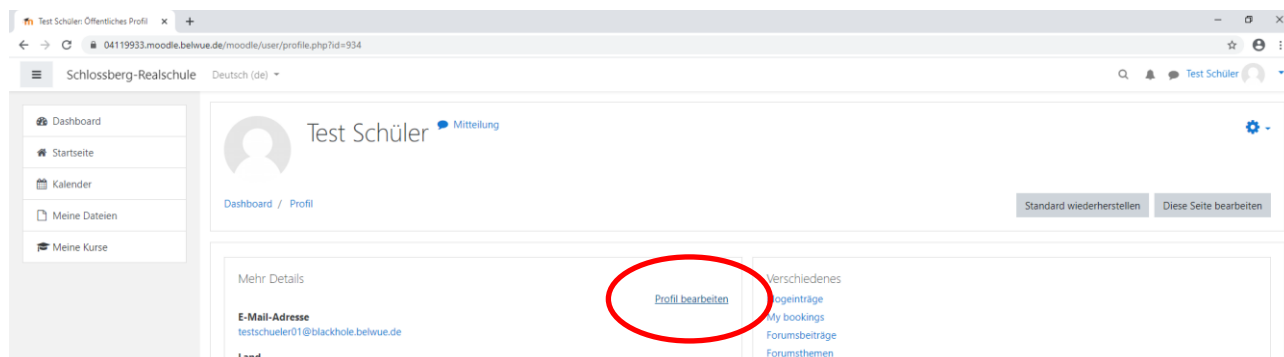 Test Schüler: Öffentliches Profil
04119933.moodle.belwue.de/moodle/user/profile.php?id=934
Schlossberg-Realschule Deutsch (de)
Test Schüler
Dashboard
Startseite
Kalender
Meine Dateien
Meine Kurse
Test Schüler Mitteilung
Dashboard / Profil
Standard wiederherstellen Diese Seite bearbeiten
Mehr Details
Profil bearbeiten
E-Mail-Adresse
testschueler01@blackhole.belwue.de
Land
Verschiedenes
My bookings
Forumsbeiträge
Forumsthemen